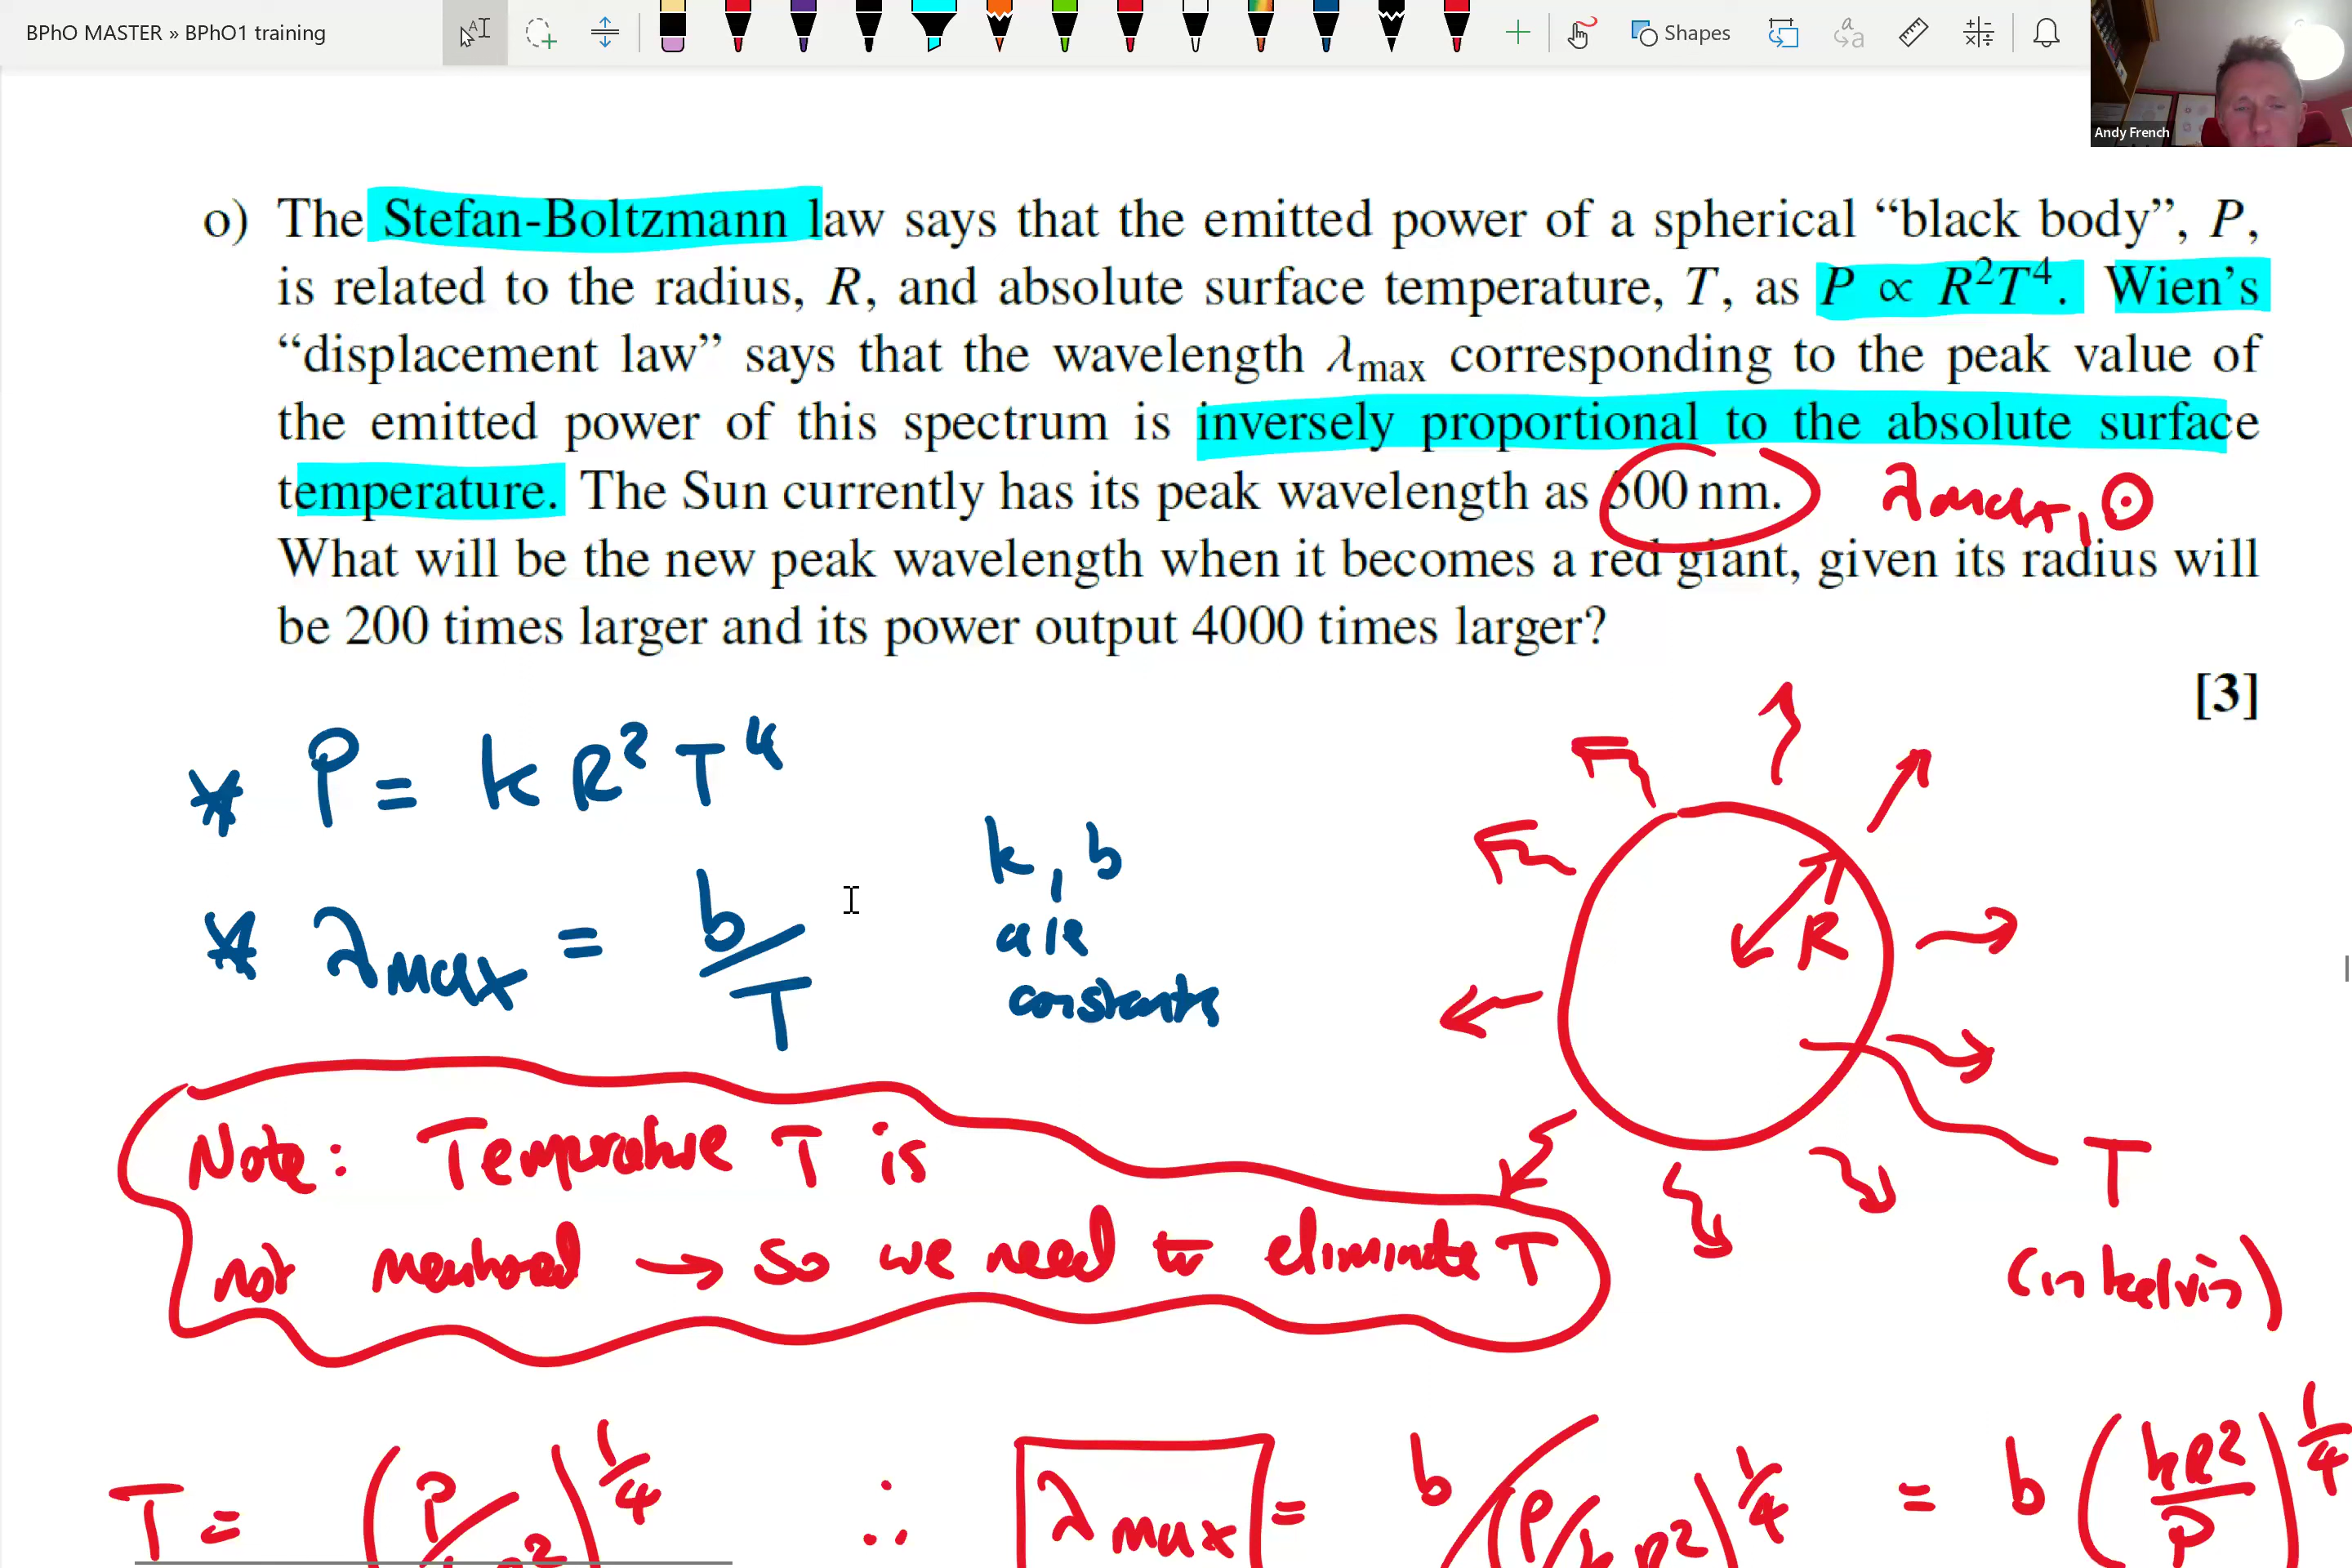 BPhO MASTER » BPhO1 training
Shapes
Andy French
o) The Stefan-Boltzmann law says that the emitted power of a spherical “black body”, P,
is related to the radius, R, and absolute surface temperature, T, as P ∝ R²T⁴. Wien’s
“displacement law” says that the wavelength λmax corresponding to the peak value of
the emitted power of this spectrum is inversely proportional to the absolute surface
temperature. The Sun currently has its peak wavelength as 500 nm.
λmax,⊙
What will be the new peak wavelength when it becomes a red giant, given its radius will
be 200 times larger and its power output 4000 times larger?
[3]
* P = k R² T⁴
* λmax = b/T
k, b
are
constants
R
T
(in kelvin)
Note: Temperature T is
not mentioned → so we need to eliminate T
T = (P/kR²)^1/4 ∴ λmax = b/(P/kR²)^1/4 = b (kR²/P)^1/4